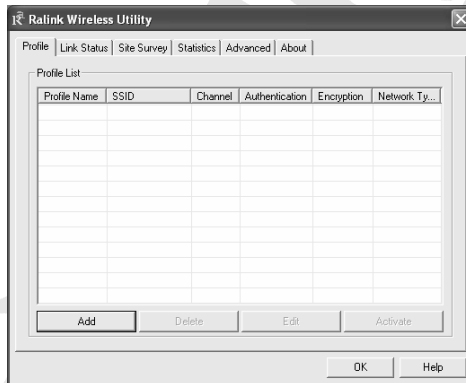 Ralink Wireless Utility
Profile Link Status Site Survey Statistics Advanced About
Profile List
Profile Name SSID Channel Authentication Encryption Network Ty...
Add Delete Edit Activate
OK Help